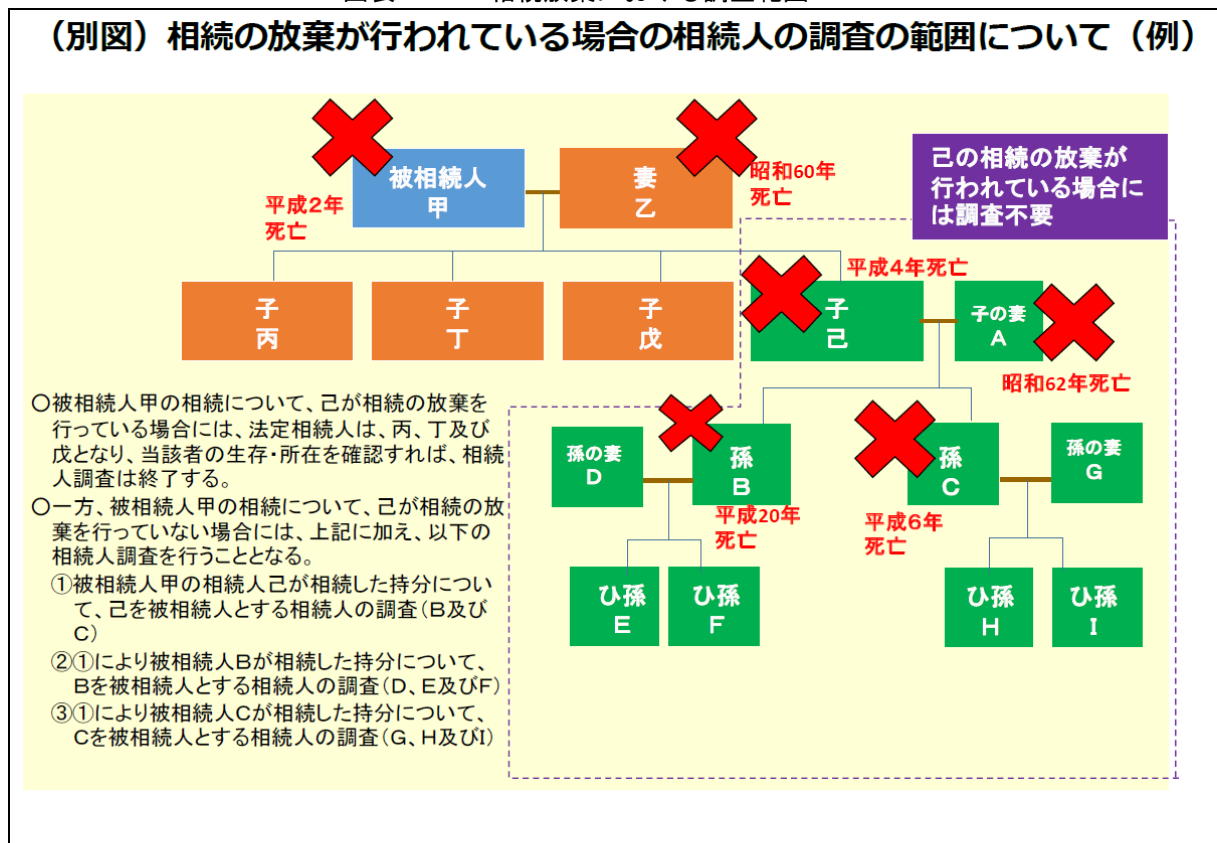 (別図)相続の放棄が行われている場合の相続人の調査の範囲について(例)
被相続人
甲
平成2年
死亡
妻
乙
昭和60年
死亡
己の相続の放棄が
行われている場合に
は調査不要
子
丙
子
丁
子
戊
平成4年死亡
子
己
子の妻
A
昭和62年死亡
孫の妻
D
孫
B
平成20年
死亡
孫
C
平成6年
死亡
孫の妻
G
ひ孫
E
ひ孫
F
ひ孫
H
ひ孫
I
〇被相続人甲の相続について、己が相続の放棄を
行っている場合には、法定相続人は、丙、丁及び
戊となり、当該者の生存・所在を確認すれば、相続
人調査は終了する。
〇一方、被相続人甲の相続について、己が相続の放
棄を行っていない場合には、上記に加え、以下の
相続人調査を行うこととなる。
①被相続人甲の相続人己が相続した持分につい
て、己を被相続人とする相続人の調査(B及び
C)
②①により被相続人Bが相続した持分について、
Bを被相続人とする相続人の調査(D、E及びF)
③①により被相続人Cが相続した持分について、
Cを被相続人とする相続人の調査(G、H及びI)